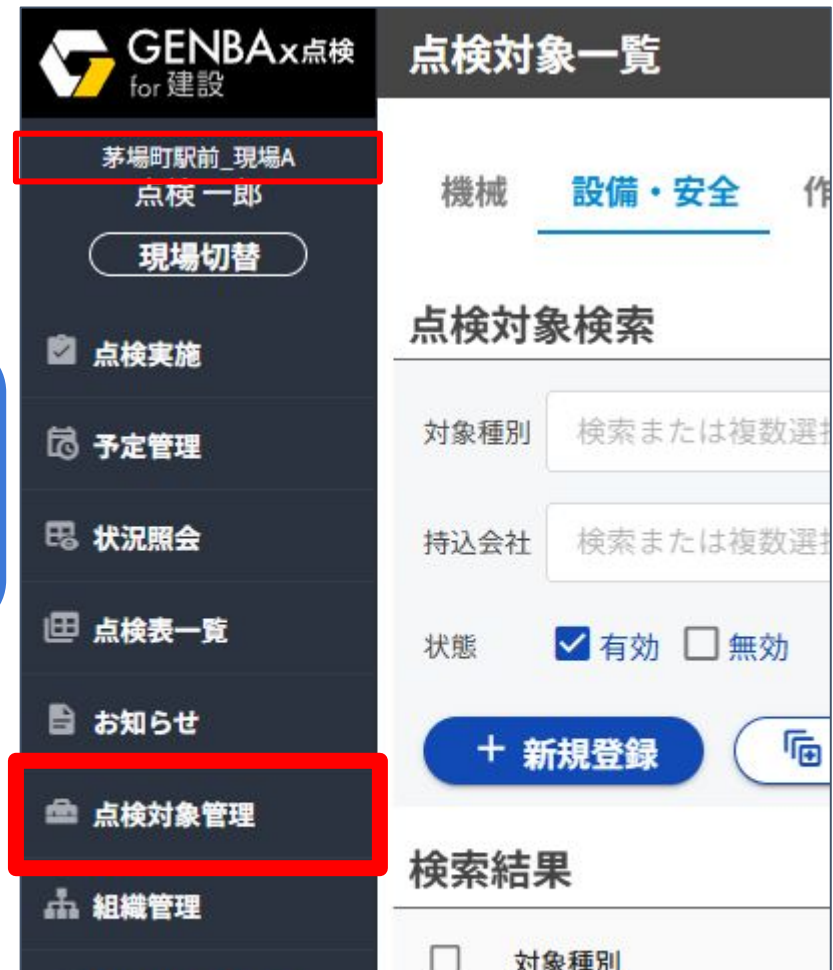 GENBAx点検
for 建設
茅場町駅前_現場A
点検 一郎
現場切替
点検実施
予定管理
状況照会
点検表一覧
お知らせ
点検対象管理
組織管理
点検対象一覧
機械 設備・安全 作
点検対象検索
対象種別 検索または複数選択
持込会社 検索または複数選択
状態 有効 無効
+ 新規登録
検索結果
対象種別